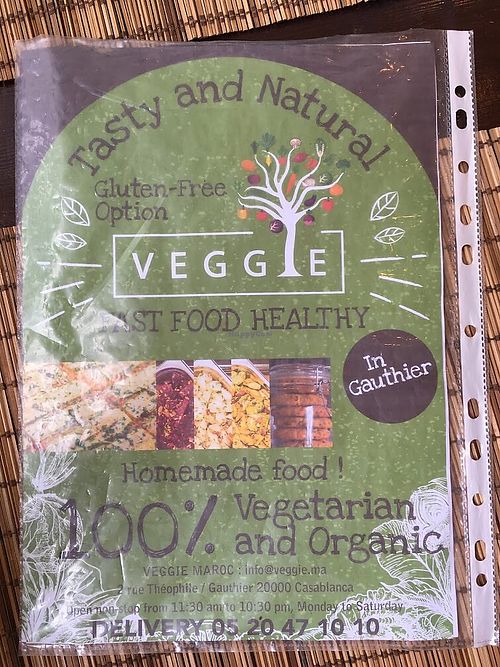 Tasty and Natural
Gluten-Free
Option
VEGGIE
FAST FOOD HEALTHY
HappyCow
In
Gauthier
Homemade food !
100% Vegetarian
and Organic
VEGGIE MAROC : info@veggie.ma
2 rue Théophile / Gauthier 20000 Casablanca
Open non-stop from 11:30 am to 10:30 pm, Monday to Saturday
DELIVERY 05 20 47 10 10